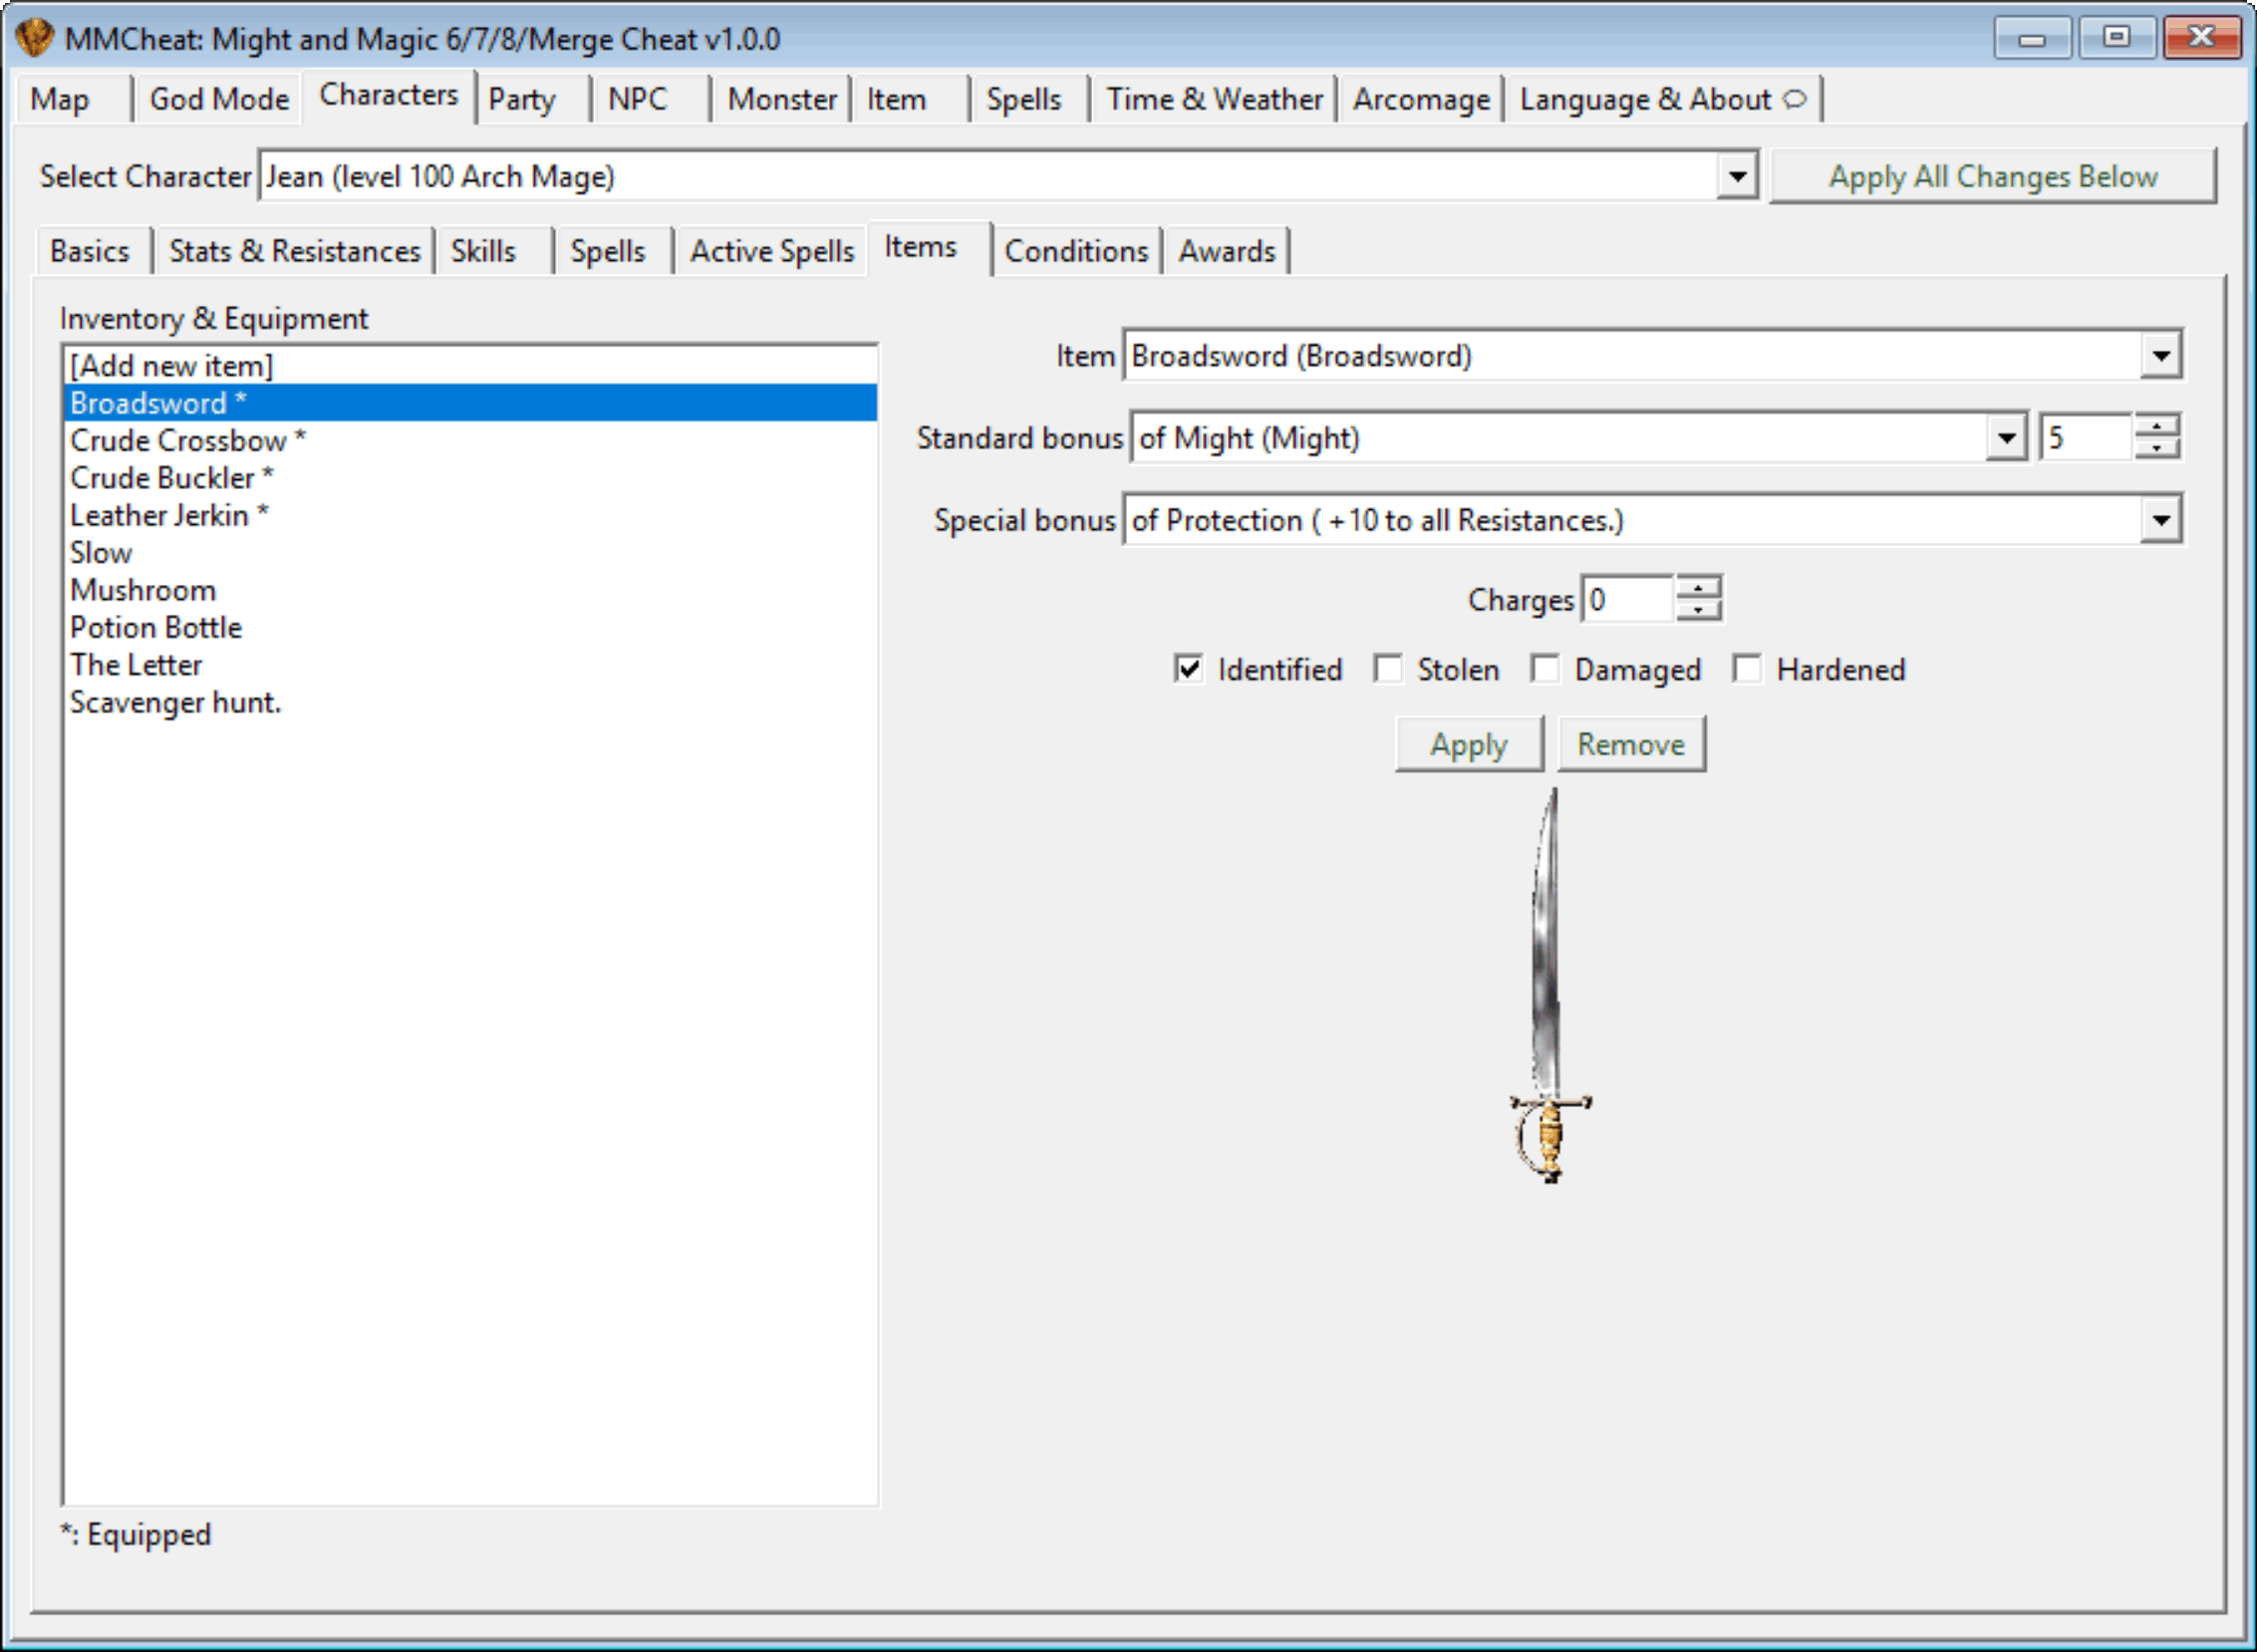 MMCheat: Might and Magic 6/7/8/Merge Cheat v1.0.0
Map God Mode Characters Party NPC Monster Item Spells Time & Weather Arcomage Language & About
Select Character Jean (level 100 Arch Mage) Apply All Changes Below
Basics Stats & Resistances Skills Spells Active Spells Items Conditions Awards
Inventory & Equipment
[Add new item]
Broadsword *
Crude Crossbow *
Crude Buckler *
Leather Jerkin *
Slow
Mushroom
Potion Bottle
The Letter
Scavenger hunt.
*: Equipped
Item Broadsword (Broadsword)
Standard bonus of Might (Might) 5
Special bonus of Protection ( +10 to all Resistances.)
Charges 0
Identified Stolen Damaged Hardened
Apply Remove